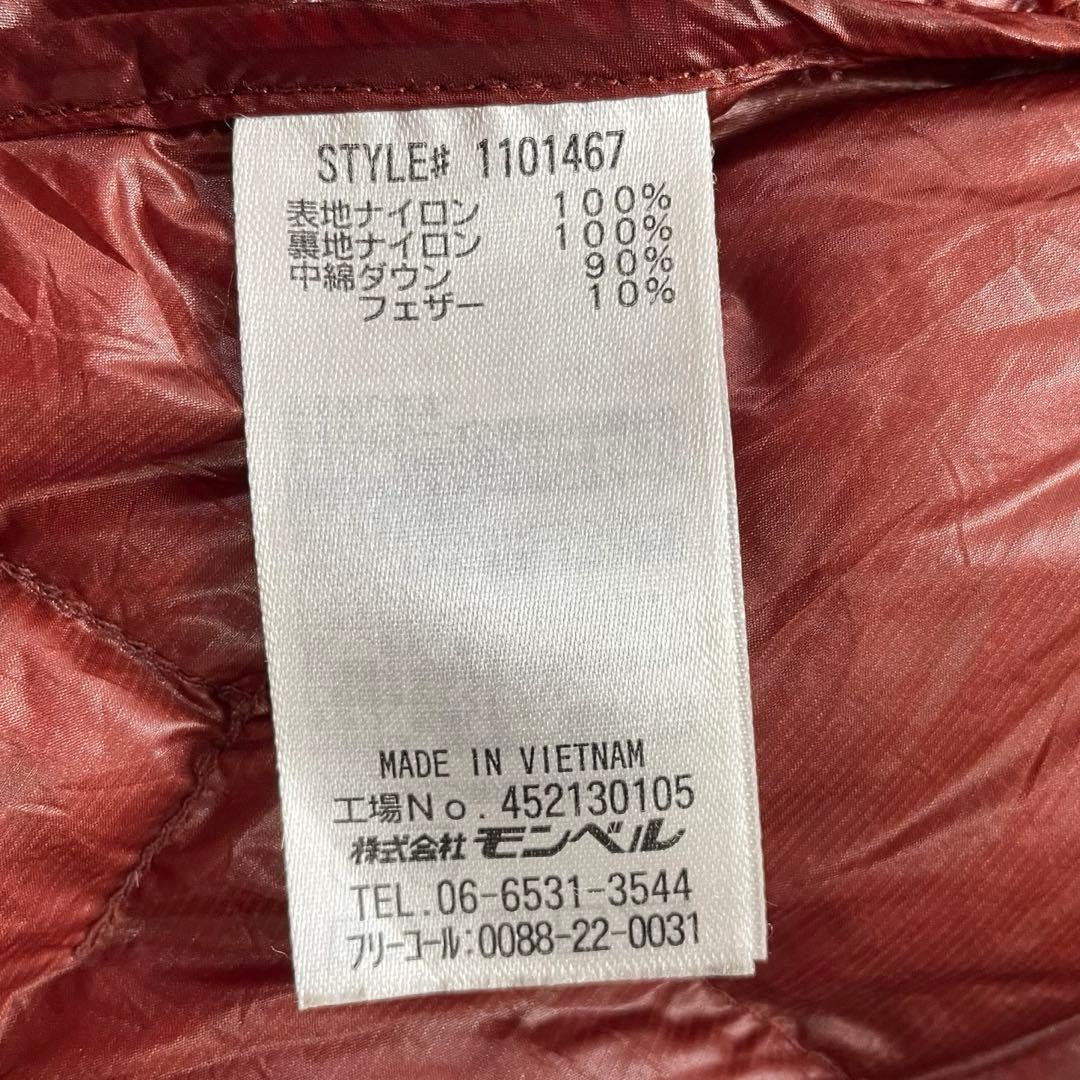 STYLE# 1101467
表地ナイロン 100%
裏地ナイロン 100%
中綿ダウン 90%
フェザー 10%
MADE IN VIETNAM
工場No.452130105
株式会社モンベル
TEL.06-6531-3544
フリーコール:0088-22-0031